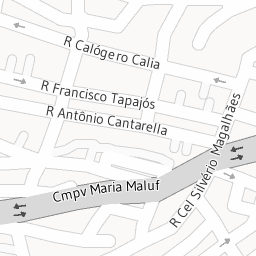 R Calógero Calia
R Francisco Tapajós
R Antônio Cantarella
R Cel Silvério Magalhães
Cmpv Maria Maluf